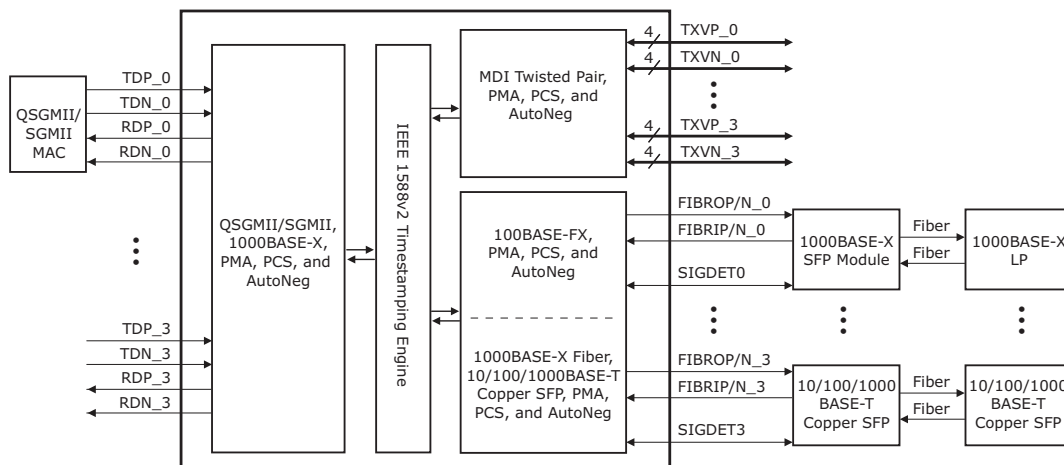 QSGMII/
SGMII
MAC
TDP_0
TDN_0
RDP_0
RDN_0
TDP_3
TDN_3
RDP_3
RDN_3
QSGMII/SGMII,
1000BASE-X,
PMA, PCS, and
AutoNeg
IEEE 1588v2 Timestamping Engine
MDI Twisted Pair,
PMA, PCS, and
AutoNeg
4 TXVP_0
4 TXVN_0
4 TXVP_3
4 TXVN_3
100BASE-FX,
PMA, PCS, and
AutoNeg
1000BASE-X Fiber,
10/100/1000BASE-T
Copper SFP, PMA,
PCS, and AutoNeg
FIBROP/N_0
FIBRIP/N_0
SIGDET0
FIBROP/N_3
FIBRIP/N_3
SIGDET3
1000BASE-X
SFP Module
Fiber
Fiber
1000BASE-X
LP
10/100/1000
BASE-T
Copper SFP
Fiber
Fiber
10/100/1000
BASE-T
Copper SFP